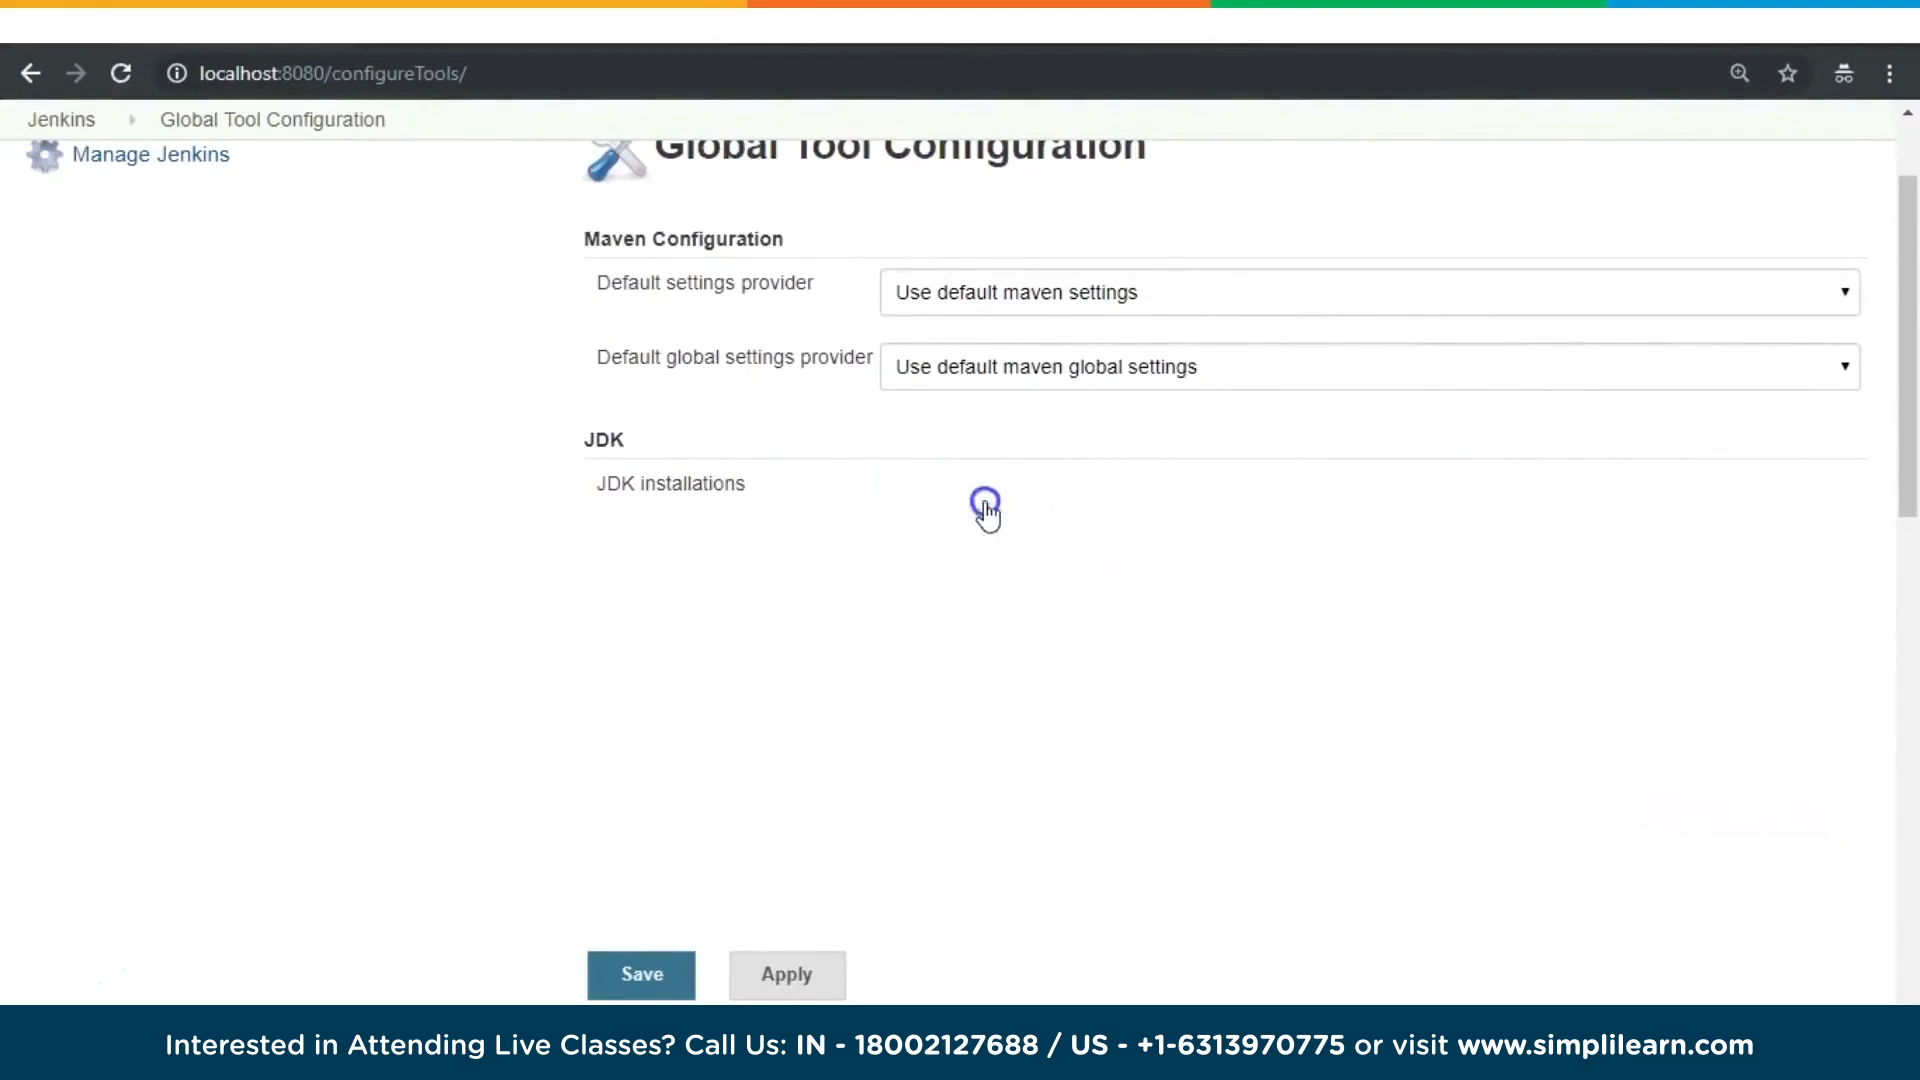 localhost:8080/configureTools/
Jenkins Global Tool Configuration
Manage Jenkins
Global Tool Configuration
Maven Configuration
Default settings provider
Use default maven settings
Default global settings provider
Use default maven global settings
JDK
JDK installations
Save Apply
Interested in Attending Live Classes? Call Us: IN - 18002127688 / US - +1-6313970775 or visit www.simplilearn.com